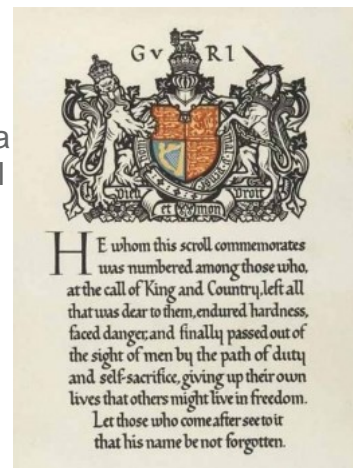 a
l
G v R I
Dieu et mon Droit
HE whom this scroll commemorates
was numbered among those who,
at the call of King and Country, left all
that was dear to them, endured hardness,
faced danger, and finally passed out of
the sight of men by the path of duty
and self-sacrifice, giving up their own
lives that others might live in freedom.
Let those who come after see to it
that his name be not forgotten.